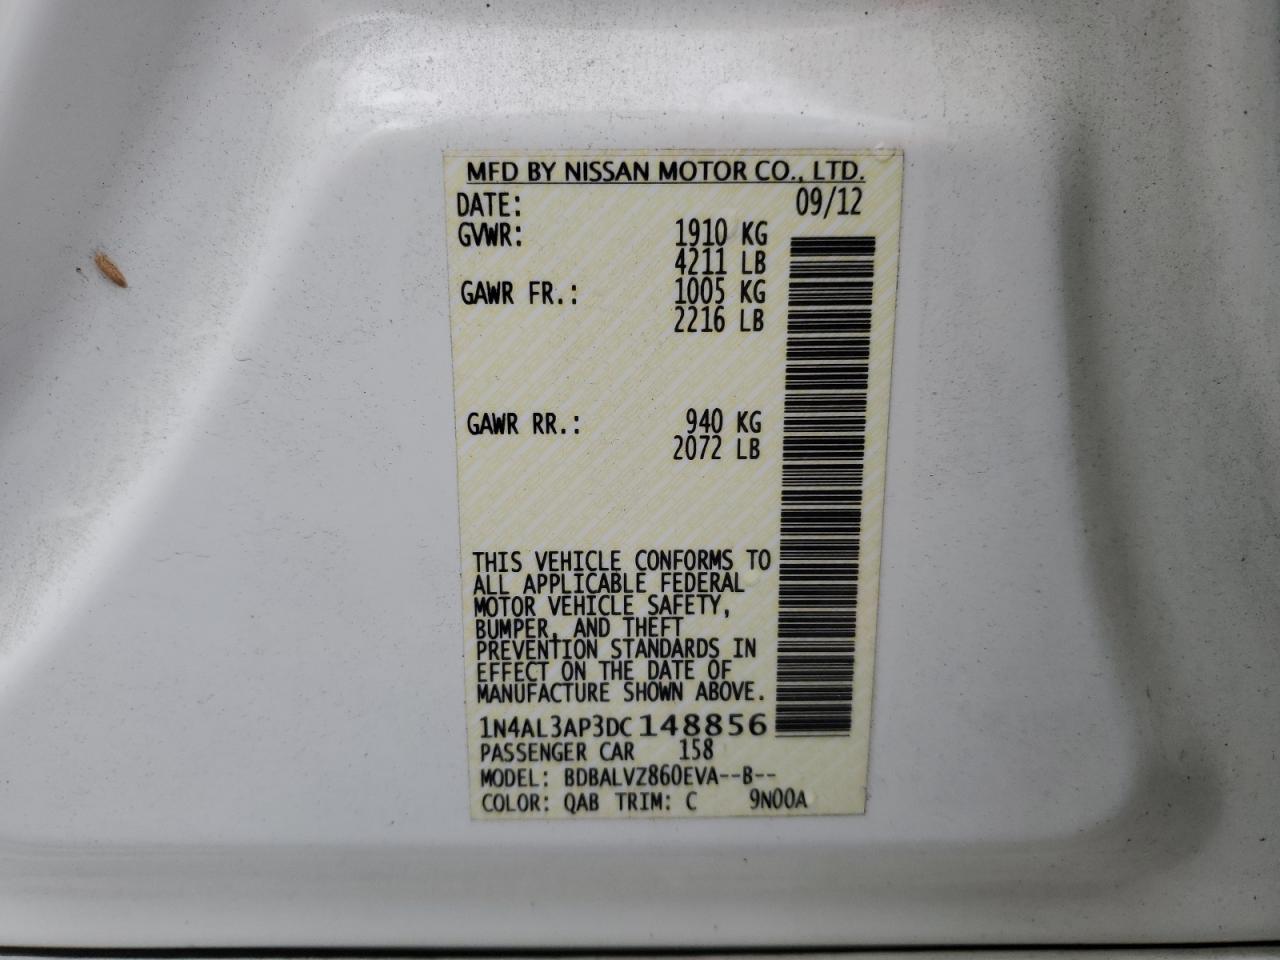 MFD BY NISSAN MOTOR CO., LTD.
DATE: 09/12
GVWR: 1910 KG
4211 LB
GAWR FR.: 1005 KG
2216 LB
GAWR RR.: 940 KG
2072 LB
THIS VEHICLE CONFORMS TO
ALL APPLICABLE FEDERAL
MOTOR VEHICLE SAFETY,
BUMPER, AND THEFT
PREVENTION STANDARDS IN
EFFECT ON THE DATE OF
MANUFACTURE SHOWN ABOVE.
1N4AL3AP3DC148856
PASSENGER CAR 158
MODEL: BDBALVZ860EVA--B--
COLOR: QAB TRIM: C 9N00A